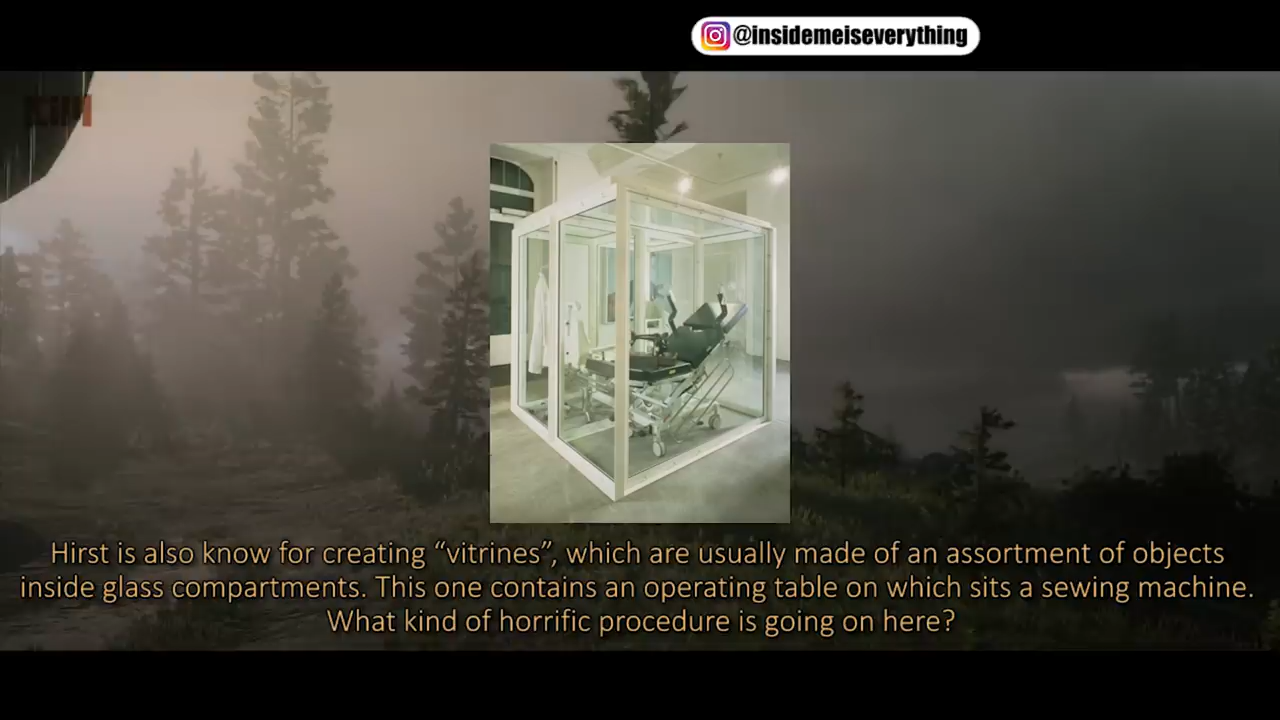 @insidemeiseverything
Hirst is also know for creating “vitrines”, which are usually made of an assortment of objects
inside glass compartments. This one contains an operating table on which sits a sewing machine.
What kind of horrific procedure is going on here?